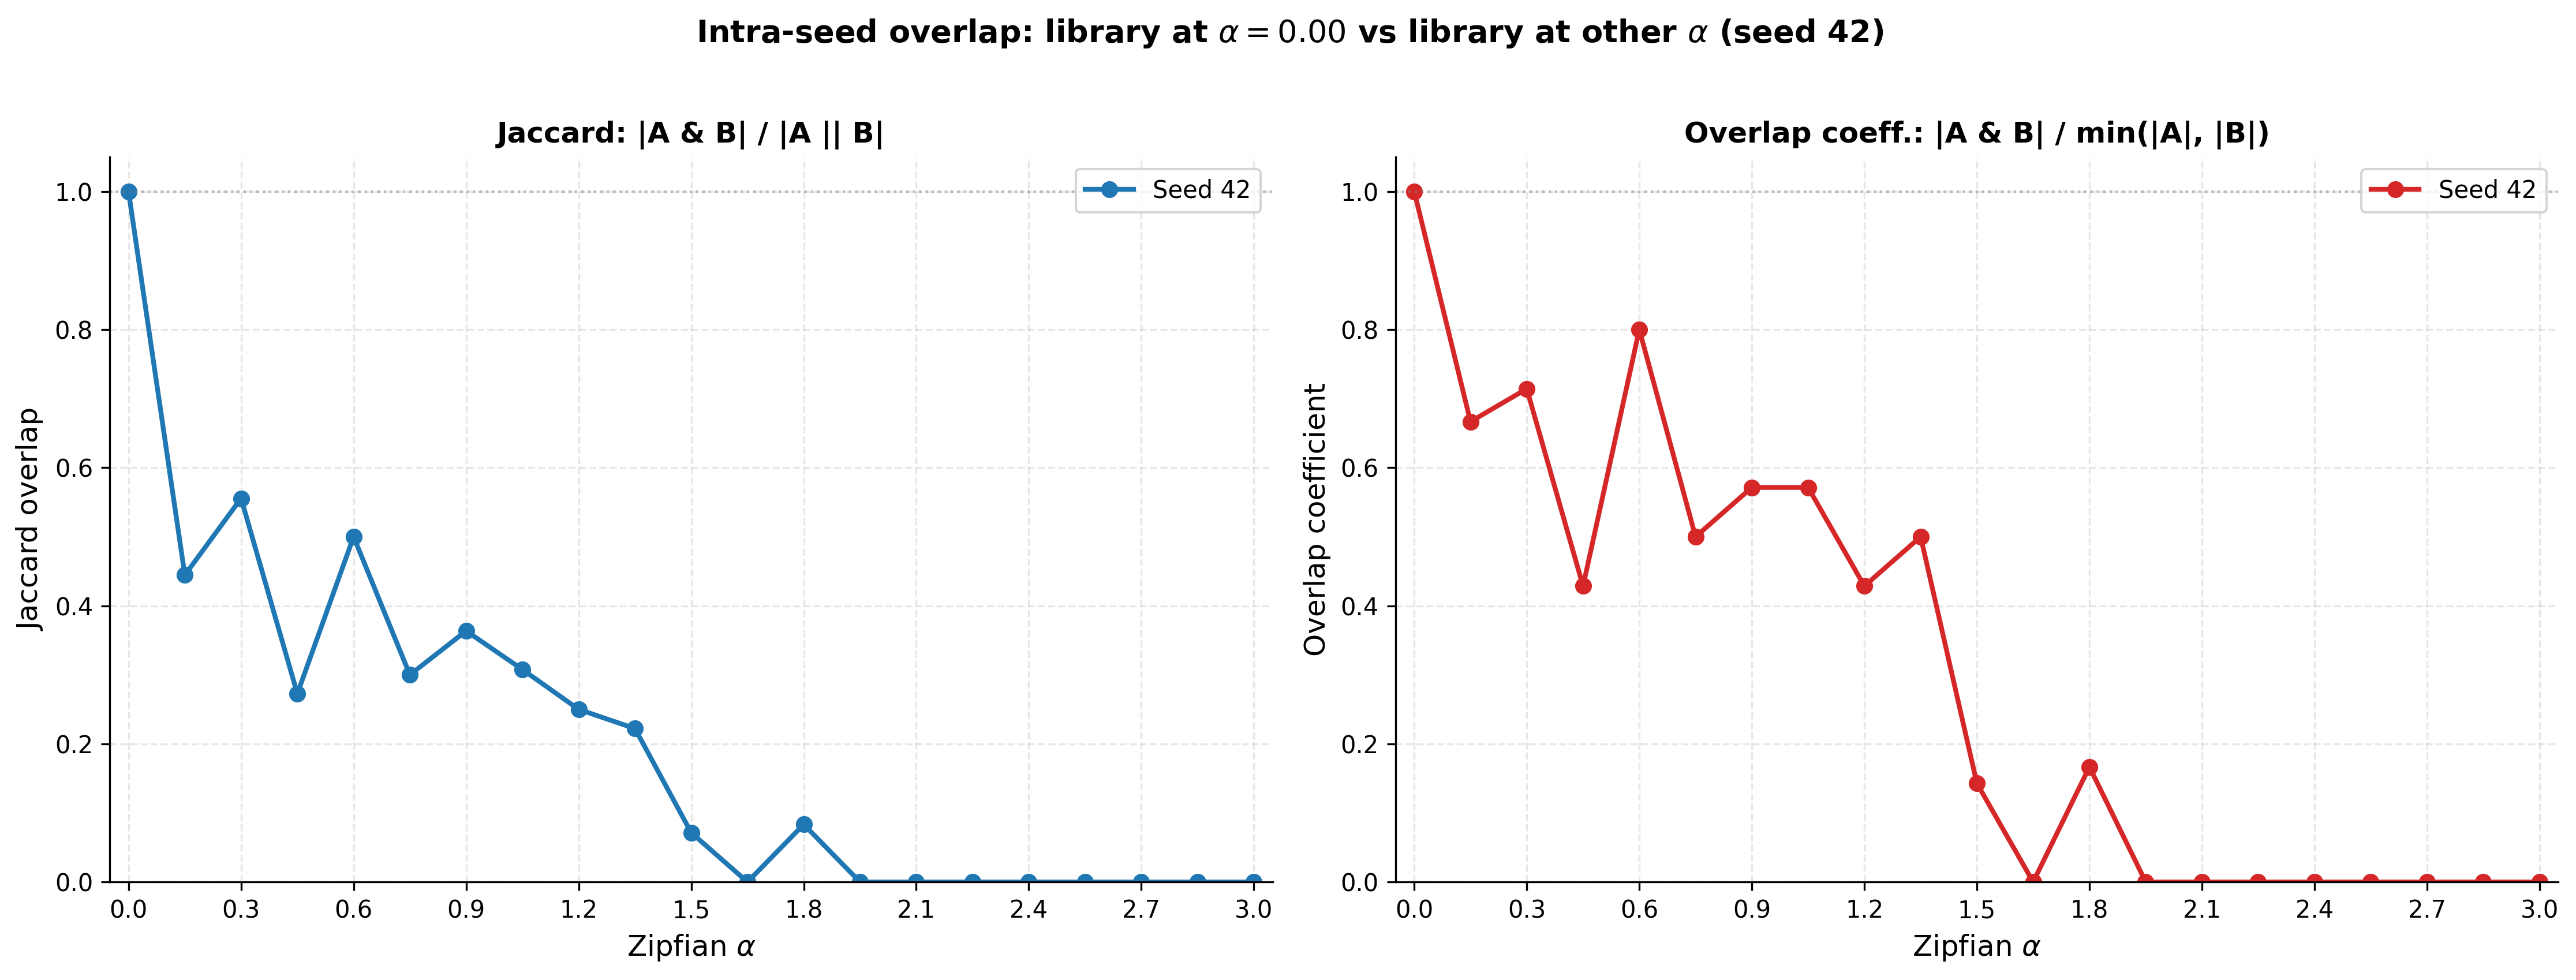 Intra-seed overlap: library at α = 0.00 vs library at other α (seed 42)
Jaccard: |A & B| / |A || B|
Seed 42
Jaccard overlap
1.0
0.8
0.6
0.4
0.2
0.0
0.0 0.3 0.6 0.9 1.2 1.5 1.8 2.1 2.4 2.7 3.0
Zipfian α
Overlap coeff.: |A & B| / min(|A|, |B|)
Seed 42
Overlap coefficient
1.0
0.8
0.6
0.4
0.2
0.0
0.0 0.3 0.6 0.9 1.2 1.5 1.8 2.1 2.4 2.7 3.0
Zipfian α